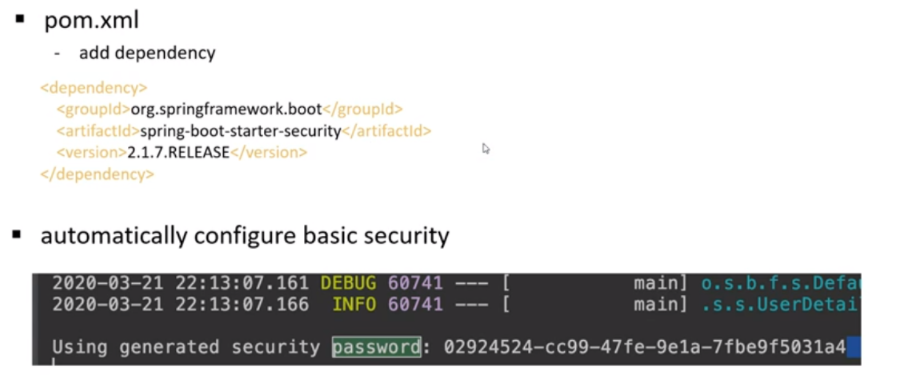 ▪ pom.xml
- add dependency
<dependency>
<groupId>org.springframework.boot</groupId>
<artifactId>spring-boot-starter-security</artifactId>
<version>2.1.7.RELEASE</version>
</dependency>
▪ automatically configure basic security
2020-03-21 22:13:07.161 DEBUG 60741 --- [ main] o.s.b.f.s.Defa
2020-03-21 22:13:07.166 INFO 60741 --- [ main] .s.s.UserDetai
Using generated security password: 02924524-cc99-47fe-9e1a-7fbe9f5031a4